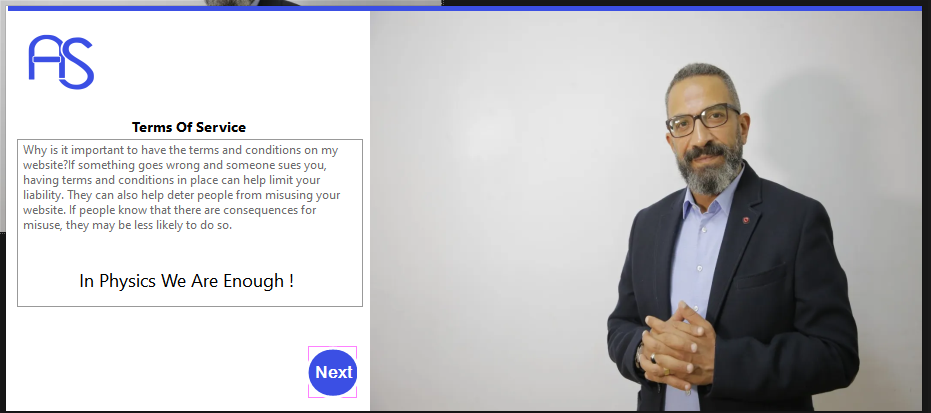 AS
Terms Of Service
Why is it important to have the terms and conditions on my
website?If something goes wrong and someone sues you,
having terms and conditions in place can help limit your
liability. They can also help deter people from misusing your
website. If people know that there are consequences for
misuse, they may be less likely to do so.
In Physics We Are Enough !
Next